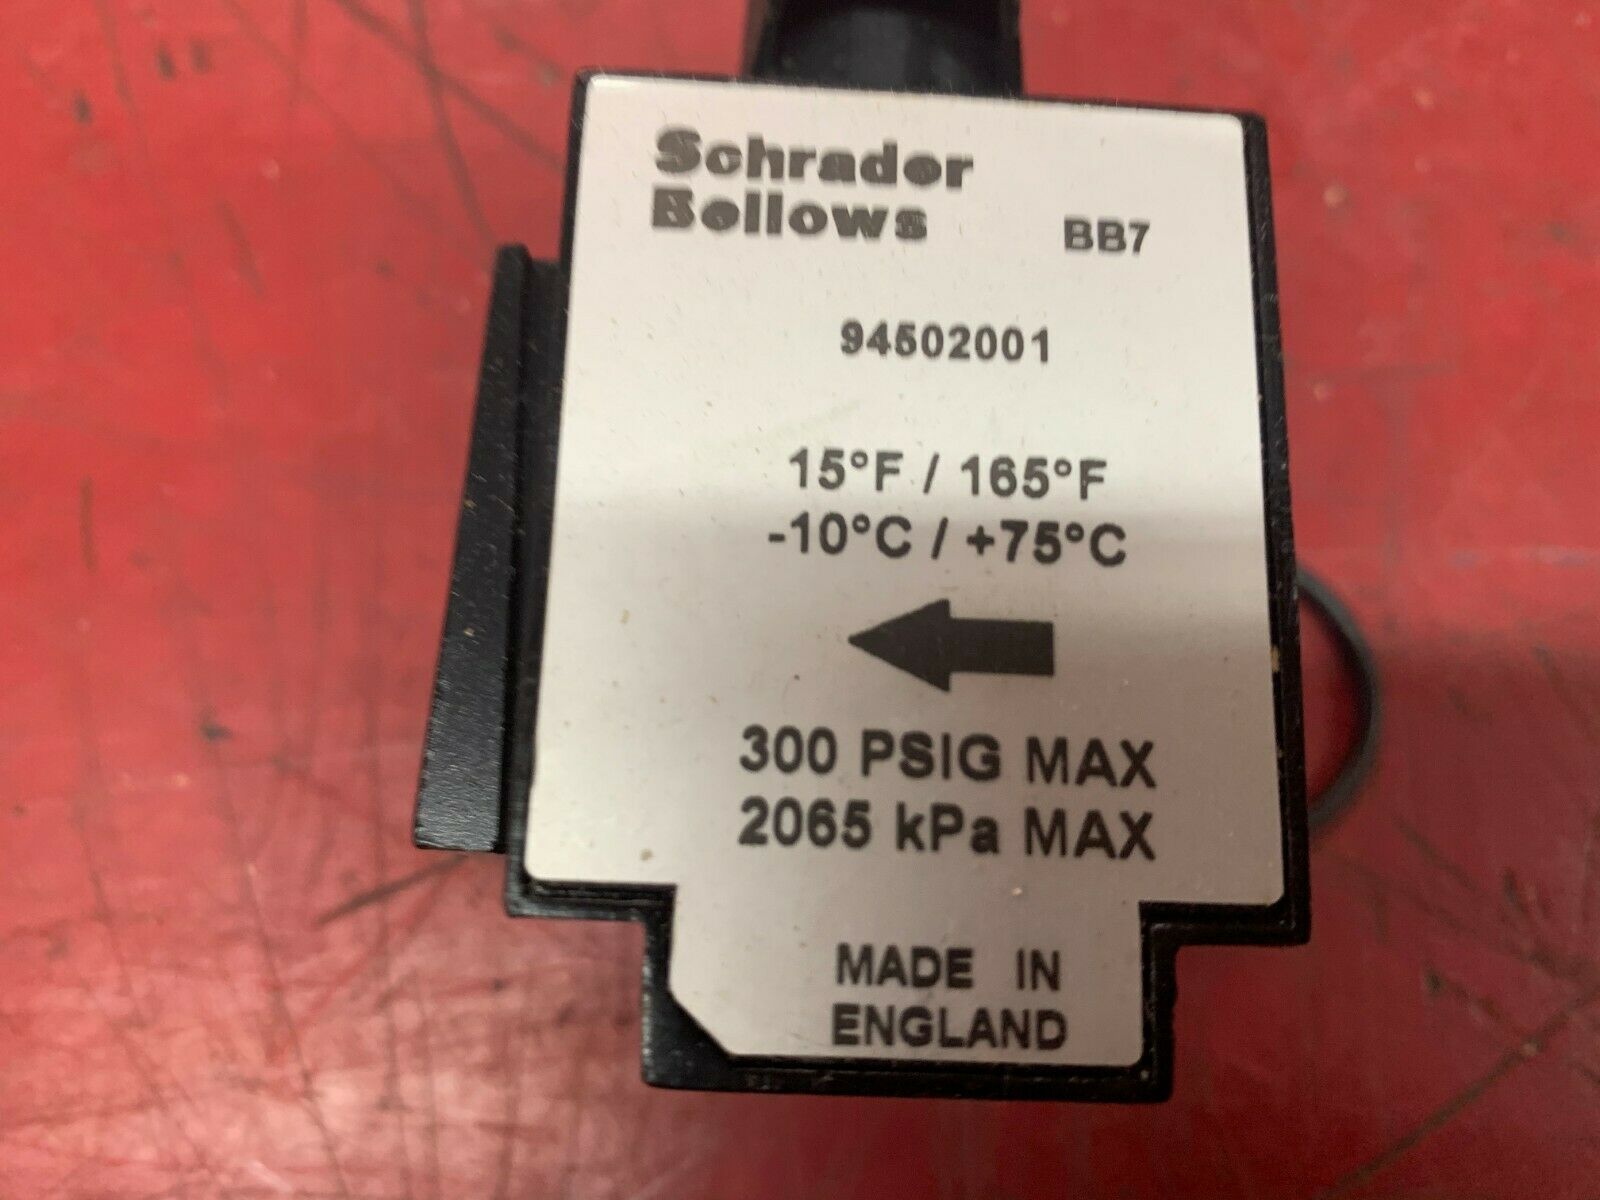 Schrader
Bellows
BB7
94502001
15°F / 165°F
-10°C / +75°C
300 PSIG MAX
2065 kPa MAX
MADE IN
ENGLAND